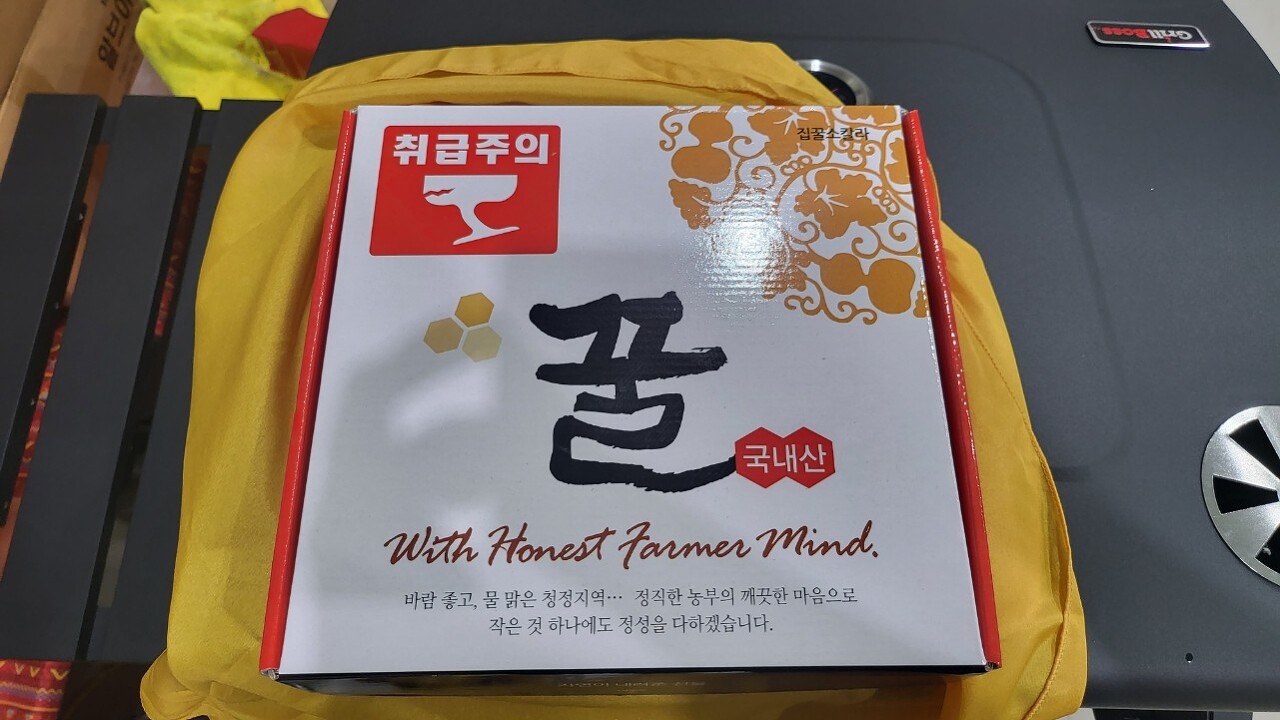 GrillBoss
취급주의
집꿀소칼라
꿀
국내산
With Honest Farmer Mind.
바람 좋고, 물 맑은 청정지역… 정직한 농부의 깨끗한 마음으로
작은 것 하나에도 정성을 다하겠습니다.